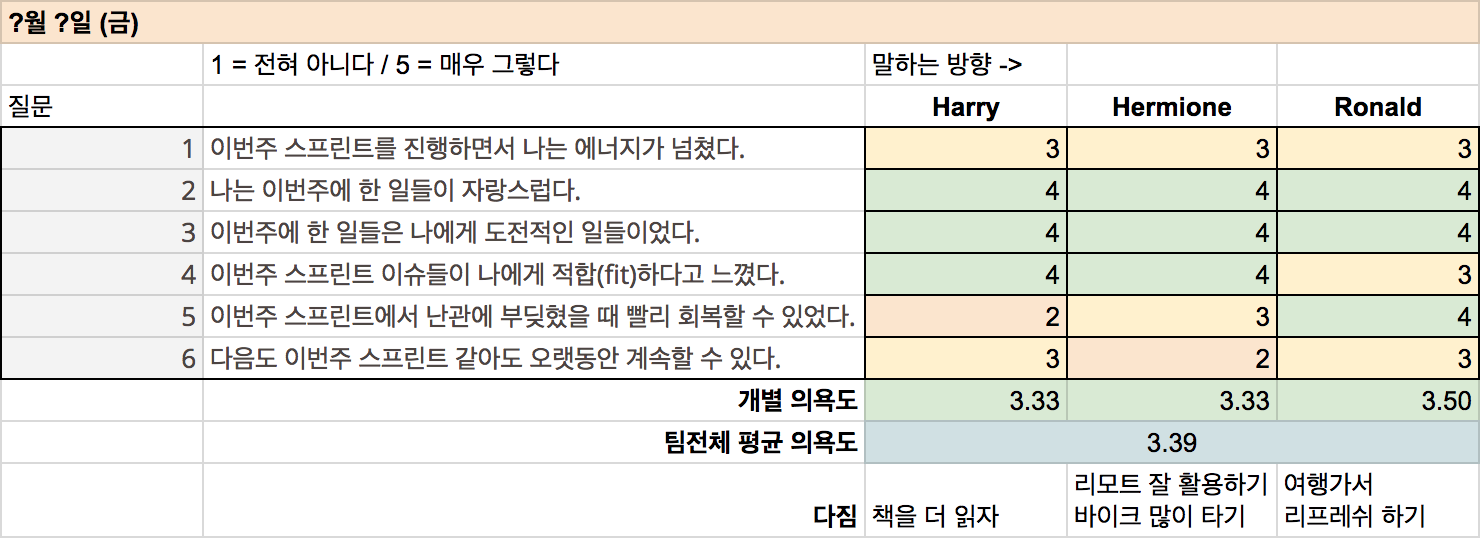 ?월 ?일 (금)
1 = 전혀 아니다 / 5 = 매우 그렇다 말하는 방향 ->
질문 Harry Hermione Ronald
1 이번주 스프린트를 진행하면서 나는 에너지가 넘쳤다. 3 3 3
2 나는 이번주에 한 일들이 자랑스럽다. 4 4 4
3 이번주에 한 일들은 나에게 도전적인 일들이었다. 4 4 4
4 이번주 스프린트 이슈들이 나에게 적합(fit)하다고 느꼈다. 4 4 3
5 이번주 스프린트에서 난관에 부딪혔을 때 빨리 회복할 수 있었다. 2 3 4
6 다음도 이번주 스프린트 같아도 오랫동안 계속할 수 있다. 3 2 3
개별 의욕도 3.33 3.33 3.50
팀전체 평균 의욕도 3.39
다짐 책을 더 읽자
리모트 잘 활용하기
바이크 많이 타기
여행가서
리프레쉬 하기